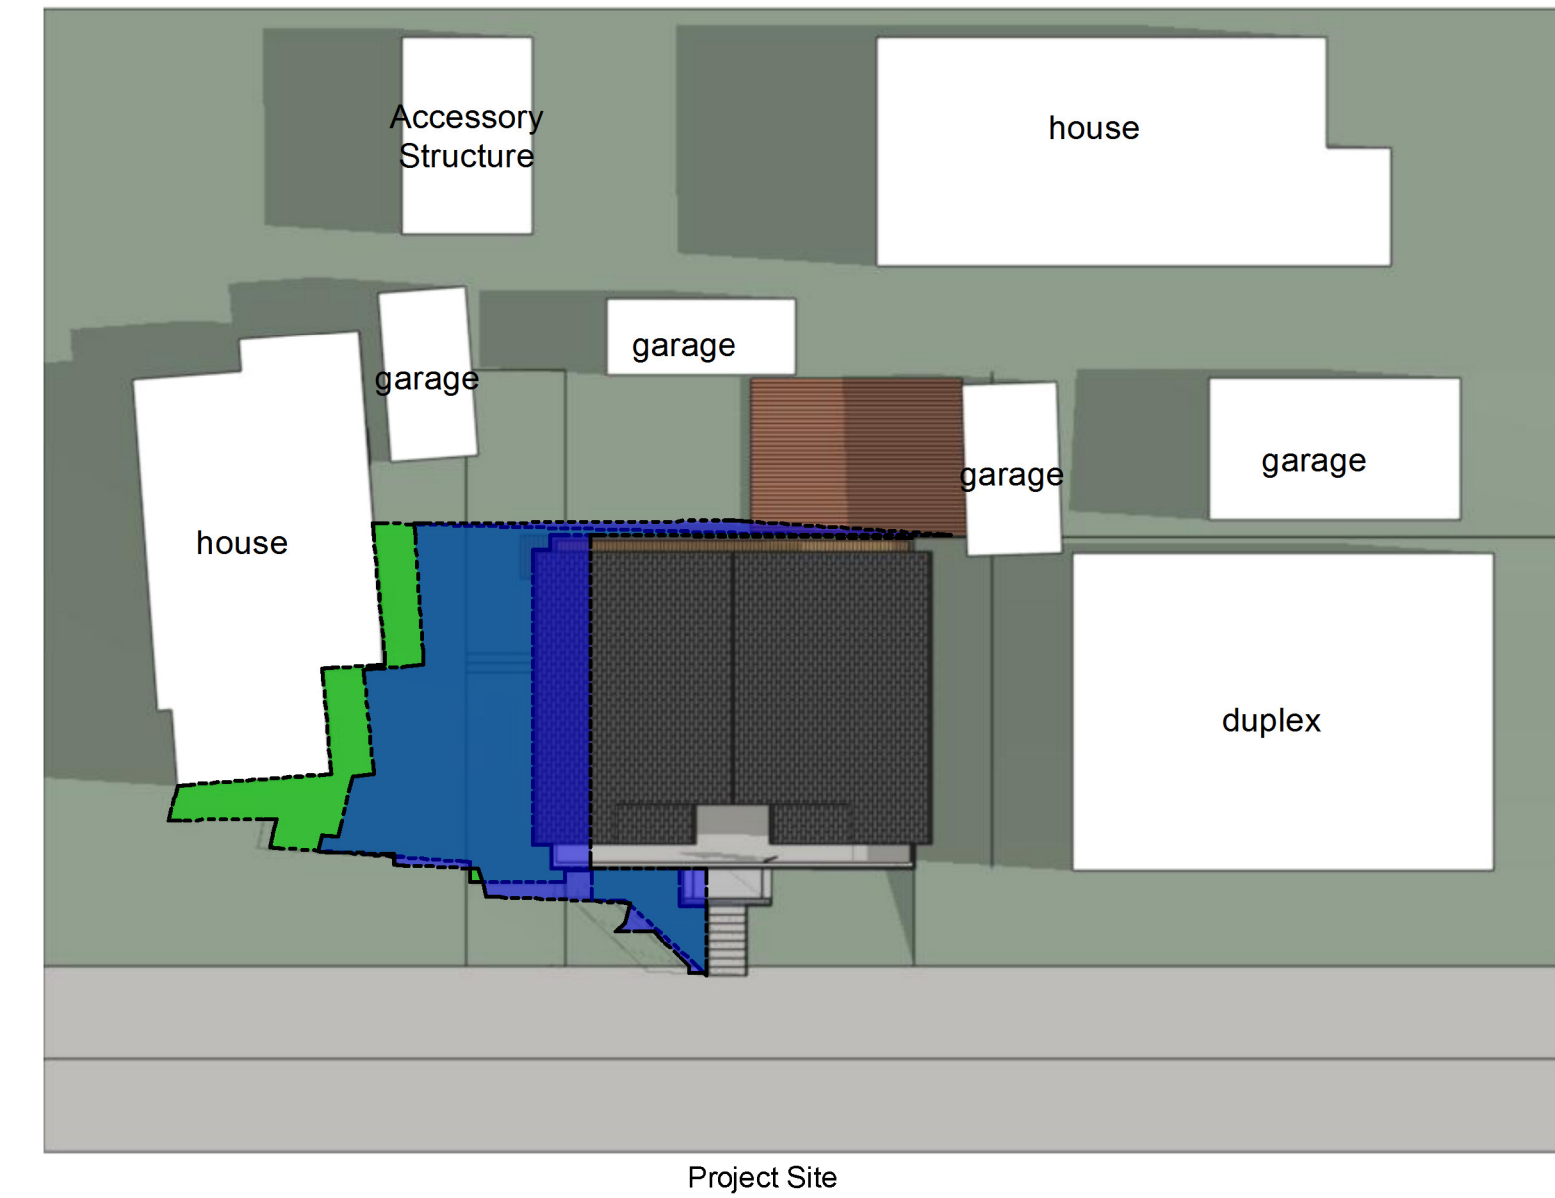 Accessory
Structure
house
garage
garage
garage
garage
house
duplex
Project Site